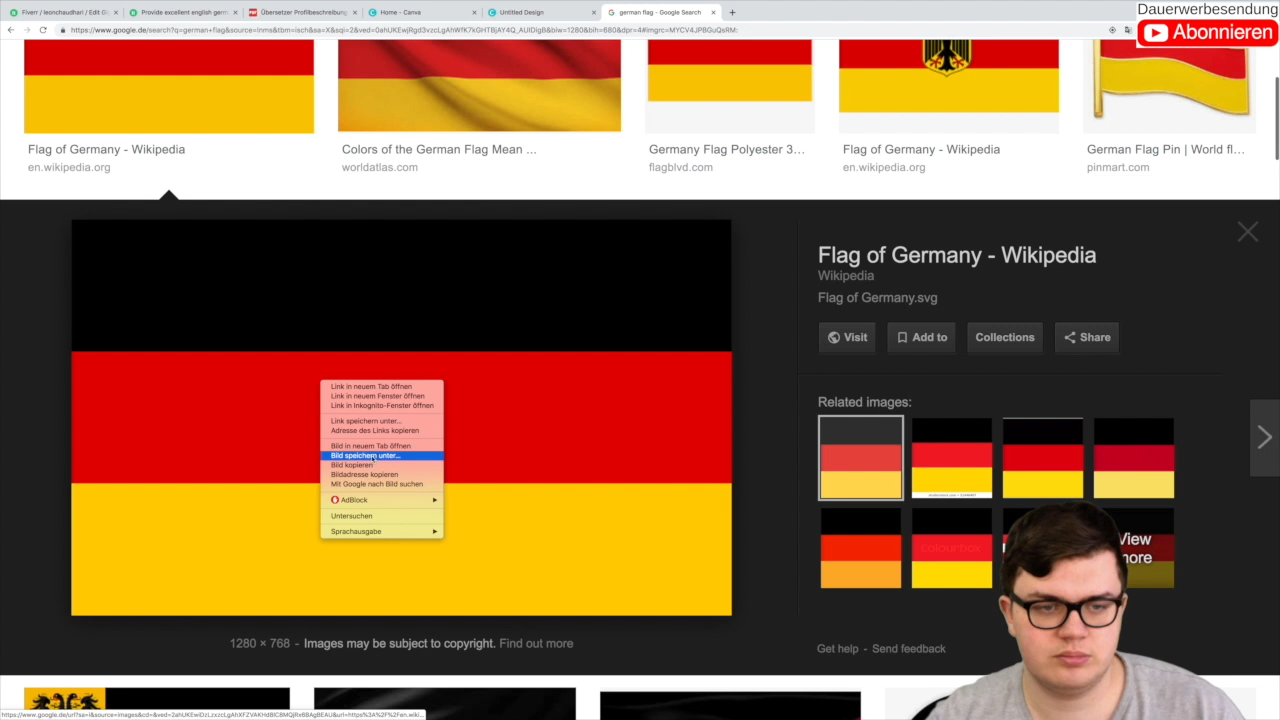 Fiverr / leonchaudhari / Edit Gi
Provide excellent english germ
Übersetzer Profilbeschreibung
Home - Canva
Untitled Design
german flag - Google Search
Dauerwerbesendung
Abonnieren
Flag of Germany - Wikipedia
en.wikipedia.org
Colors of the German Flag Mean ...
worldatlas.com
Germany Flag Polyester 3...
flagblvd.com
Flag of Germany - Wikipedia
en.wikipedia.org
German Flag Pin | World fl...
pinmart.com
Link in neuem Tab öffnen
Link in neuem Fenster öffnen
Link in Inkognito-Fenster öffnen
Link speichern unter...
Adresse des Links kopieren
Bild in neuem Tab öffnen
Bild speichern unter...
Bild kopieren
Bildadresse kopieren
Mit Google nach Bild suchen
AdBlock
Untersuchen
Sprachausgabe
1280 × 768 - Images may be subject to copyright. Find out more
Flag of Germany - Wikipedia
Wikipedia
Flag of Germany.svg
Visit
Add to
Collections
Share
Related images:
View
more
Get help - Send feedback